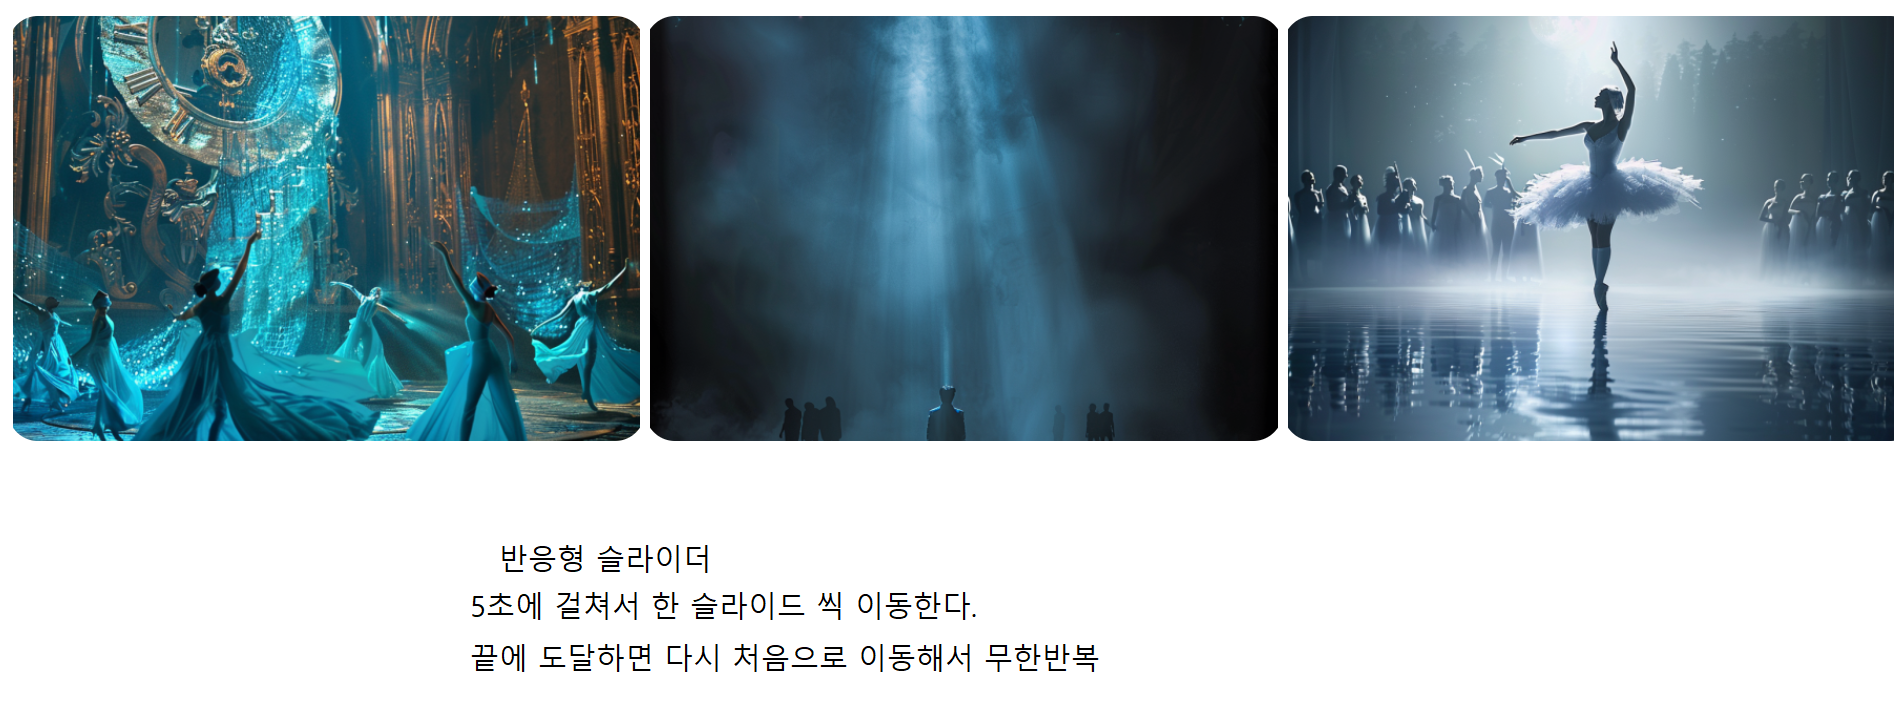 반응형 슬라이더
5초에 걸쳐서 한 슬라이드 씩 이동한다.
끝에 도달하면 다시 처음으로 이동해서 무한반복